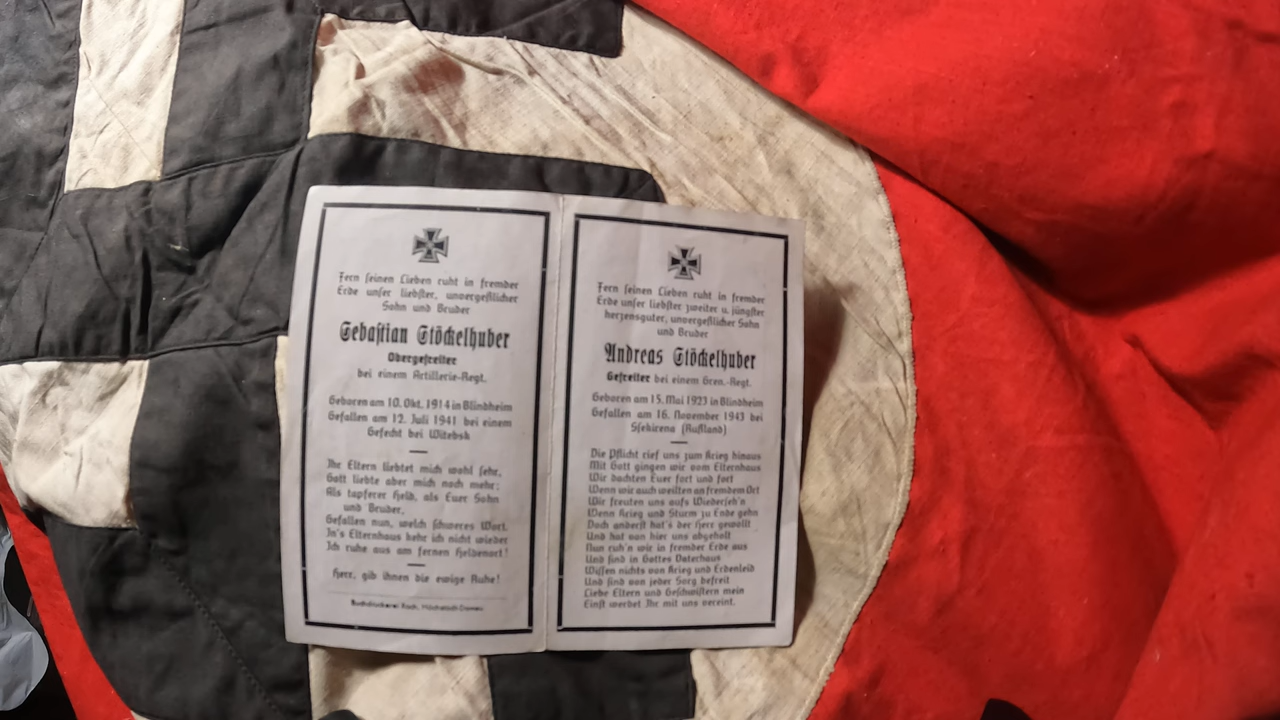 Fern seinen Lieben ruht in fremder
Erde unser liebster, unvergeßlicher
Sohn und Bruder
Sebastian Stöckelhuber
Obergefreiter
bei einem Artillerie-Regt.
Geboren am 10. Okt. 1914 in Blindheim
Gefallen am 12. Juli 1941 bei einem
Gefecht bei Witebsk
Ihr Eltern liebtet mich wohl sehr,
Gott liebte aber mich noch mehr;
Als tapferer Held, als Euer Sohn
und Bruder,
Gefallen nun, welch schweres Wort.
In's Elternhaus kehr ich nicht wieder
Ich ruhe aus am fernen Heldenort!
Herr, gib ihnen die ewige Ruhe!
Buchdruckerei Roch, Höchstädt-Donau
Fern seinen Lieben ruht in fremder
Erde unser liebster zweiter u. jüngster
herzensguter, unvergeßlicher Sohn
und Bruder
Andreas Stöckelhuber
Gefreiter bei einem Gren.-Regt.
Geboren am 15. Mai 1923 in Blindheim
Gefallen am 16. November 1943 bei
Ssekirena (Rußland)
Die Pflicht rief uns zum Krieg hinaus
Mit Gott gingen wir vom Elternhaus
Wir dachten Euer fort und fort
Wenn wir auch weilten an fremdem Ort
Wir freuten uns aufs Wiederseh'n
Wenn Krieg und Sturm zu Ende gehn
Doch anderst hat's der Herr gewollt
Und hat von hier uns abgeholt
Nun ruh'n wir in fremder Erde aus
Und sind in Gottes Vaterhaus
Wissen nichts von Krieg und Erdenleid
Und sind von jeder Sorg befreit
Liebe Eltern und Geschwistern mein
Einst werdet Ihr mit uns vereint.